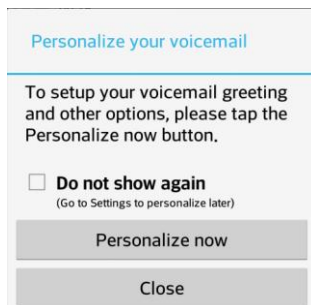 Personalize your voicemail
To setup your voicemail greeting
and other options, please tap the
Personalize now button.
Do not show again
(Go to Settings to personalize later)
Personalize now
Close